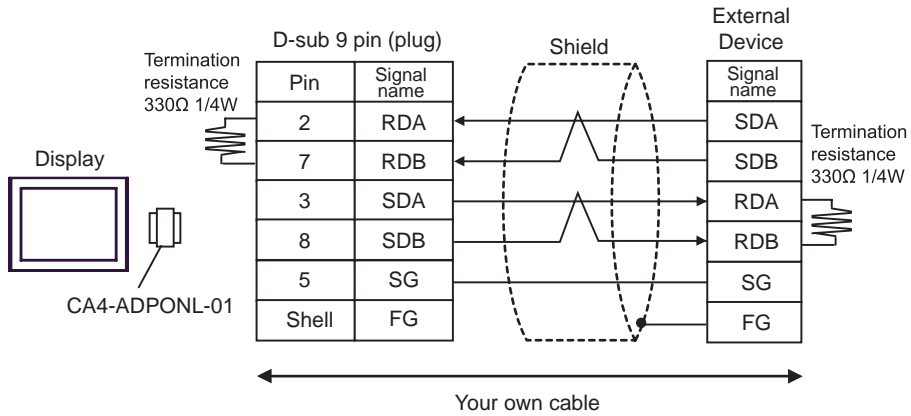 D-sub 9 pin (plug)
Shield
External
Device
Termination
resistance
330Ω 1/4W
Pin
Signal
name
Signal
name
2
RDA
SDA
Termination
resistance
330Ω 1/4W
7
RDB
SDB
Display
3
SDA
RDA
8
SDB
RDB
CA4-ADPONL-01
5
SG
SG
Shell
FG
FG
Your own cable